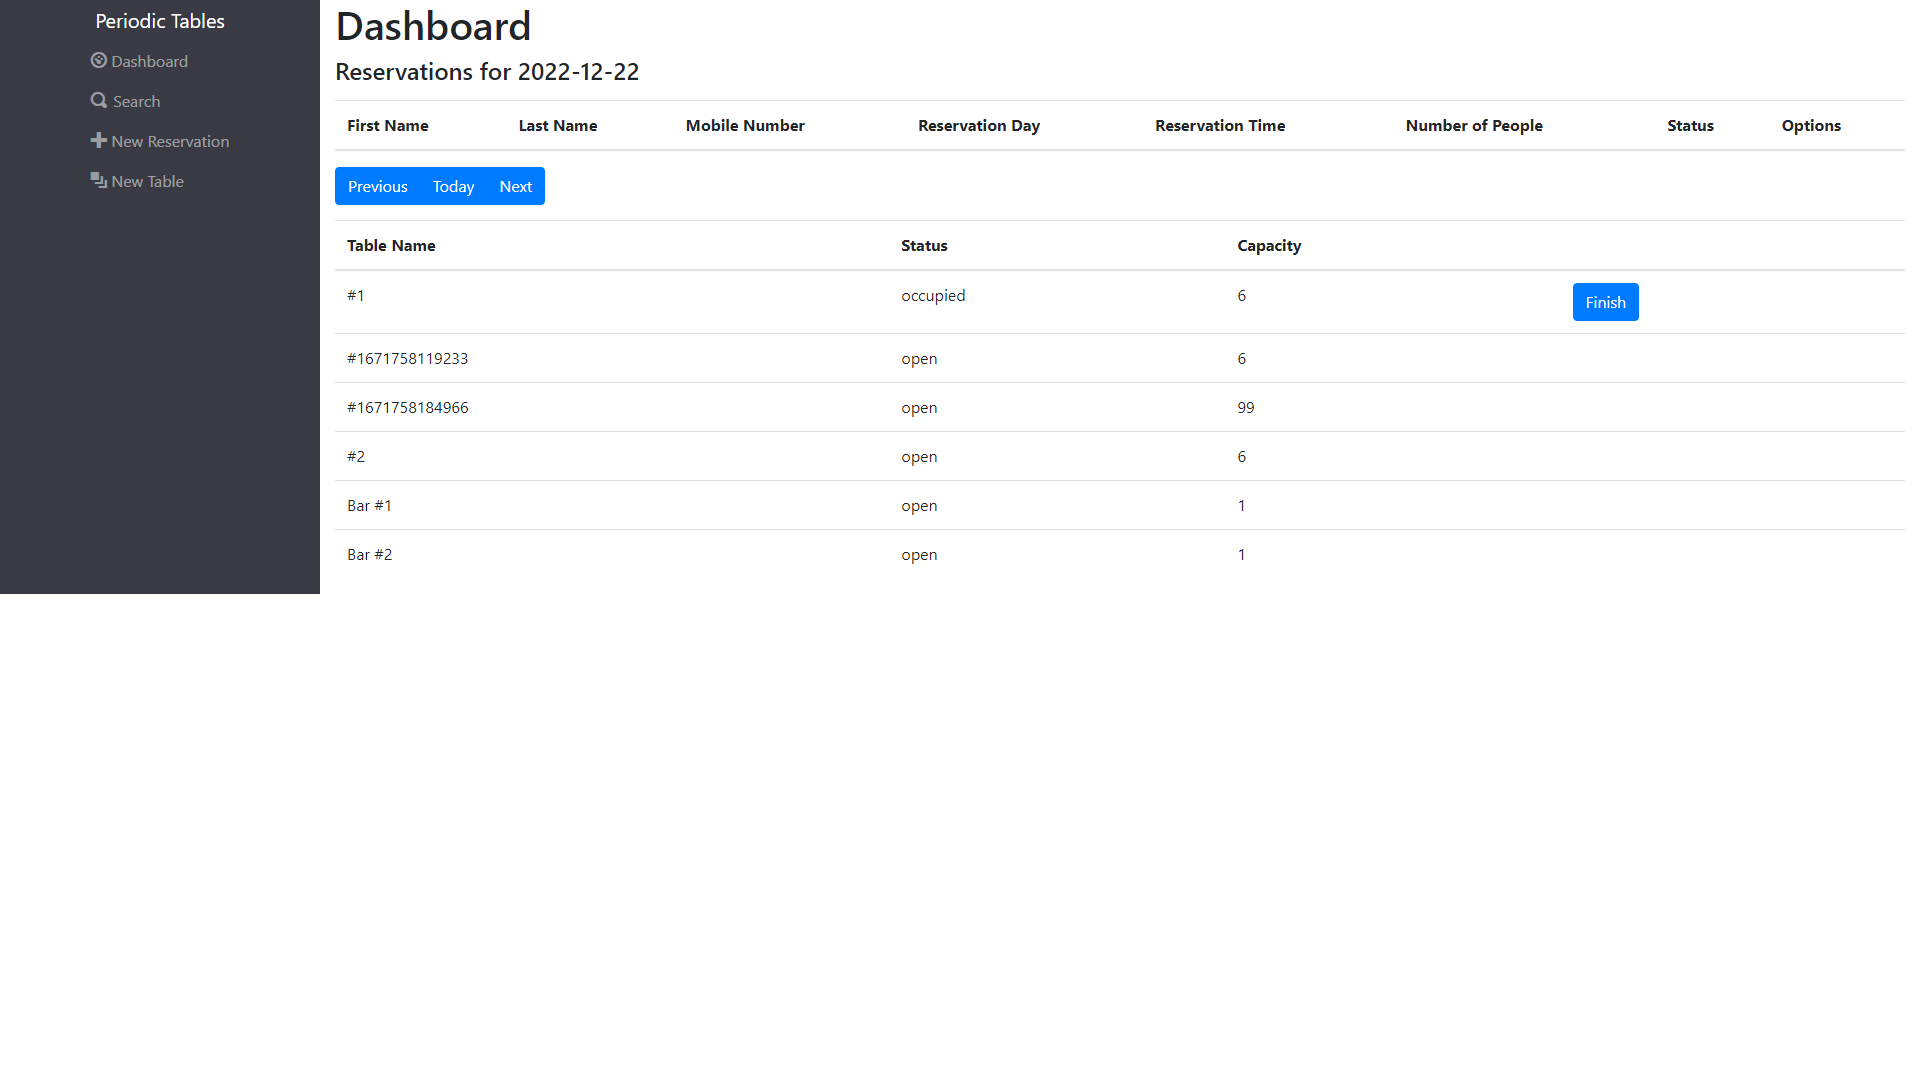 Periodic Tables
Dashboard
Search
New Reservation
New Table
Dashboard
Reservations for 2022-12-22
First Name Last Name Mobile Number Reservation Day Reservation Time Number of People Status Options
Previous Today Next
Table Name Status Capacity
#1 occupied 6 Finish
#1671758119233 open 6
#1671758184966 open 99
#2 open 6
Bar #1 open 1
Bar #2 open 1